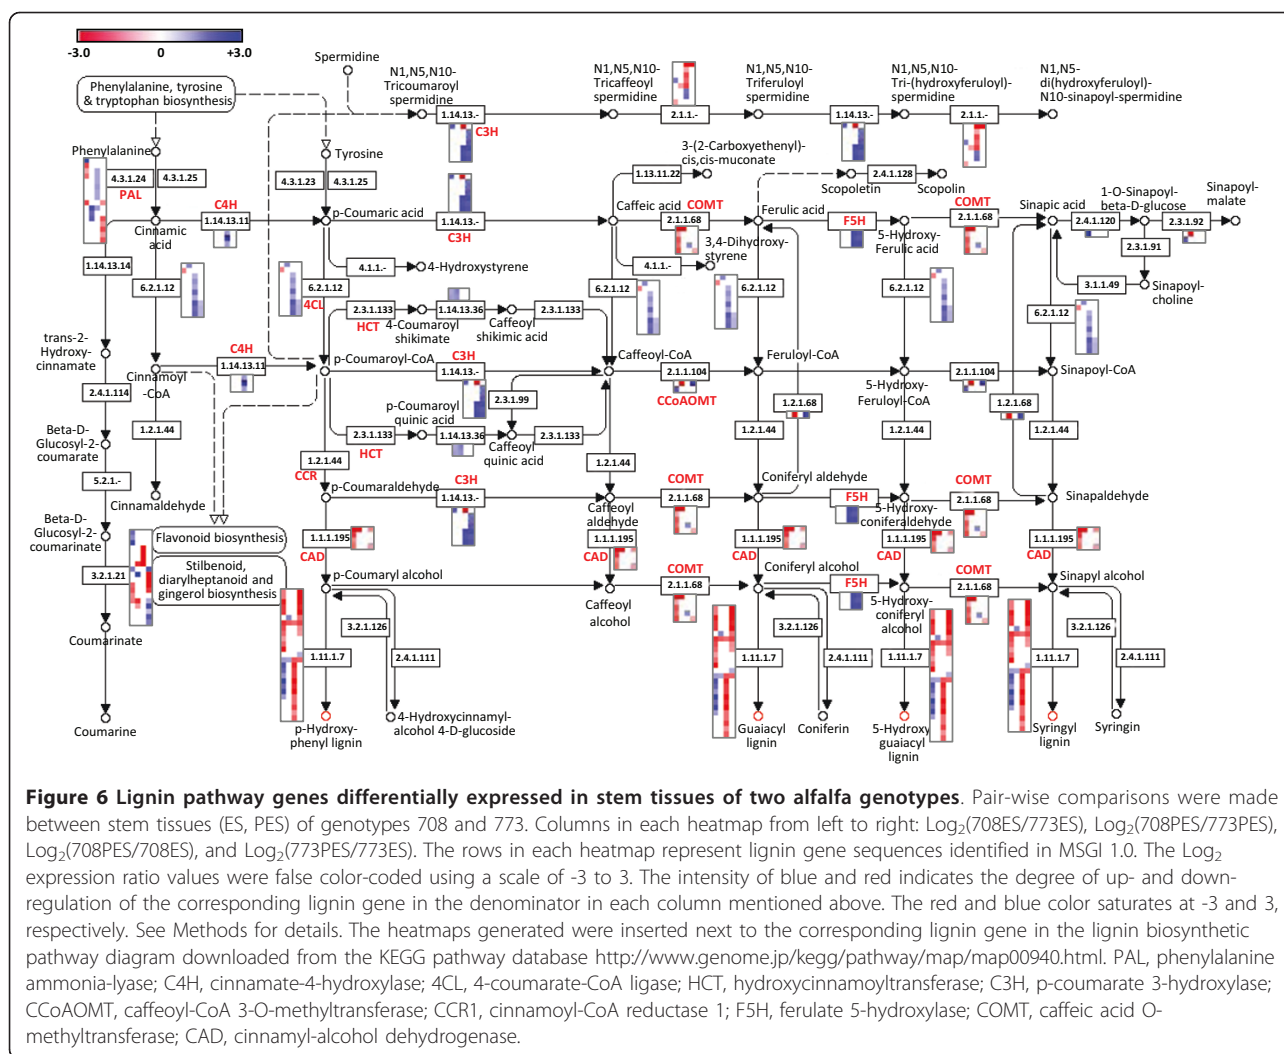 -3.0 0 +3.0
Spermidine
Phenylalanine, tyrosine
& tryptophan biosynthesis
N1,N5,N10-
Tricoumaroyl
spermidine
N1,N5,N10-
Tricaffeoyl
spermidine
N1,N5,N10-
Triferuloyl
spermidine
N1,N5,N10-
Tri-(hydroxyferuloyl)-
spermidine
N1,N5-
di(hydroxyferuloyl)-
N10-sinapoyl-spermidine
1.14.13.-
C3H
2.1.1.-
1.14.13.-
2.1.1.-
Phenylalanine
Tyrosine
3-(2-Carboxyethenyl)-
cis,cis-muconate
4.3.1.24
4.3.1.25
PAL
4.3.1.23
4.3.1.25
1.13.11.22
Scopoletin
2.4.1.128
Scopolin
C4H
1.14.13.11
Cinnamic
acid
p-Coumaric acid
1.14.13.-
C3H
Caffeic acid
COMT
2.1.1.68
Ferulic acid
F5H
5-Hydroxy-
Ferulic acid
COMT
2.1.1.68
Sinapic acid
1-O-Sinapoyl-
beta-D-glucose
2.4.1.120
2.3.1.92
Sinapoyl-
malate
2.3.1.91
3,4-Dihydroxy-
styrene
1.14.13.14
4.1.1.-
4-Hydroxystyrene
4.1.1.-
3.1.1.49
Sinapoyl-
choline
6.2.1.12
6.2.1.12
4CL
6.2.1.12
6.2.1.12
6.2.1.12
6.2.1.12
2.3.1.133
HCT
4-Coumaroyl
shikimate
1.14.13.36
Caffeoyl
shikimic acid
2.3.1.133
trans-2-
Hydroxy-
cinnamate
C4H
1.14.13.11
Cinnamoyl
-CoA
p-Coumaroyl-CoA
C3H
1.14.13.-
Caffeoyl-CoA
2.1.1.104
CCoAOMT
Feruloyl-CoA
5-Hydroxy-
Feruloyl-CoA
2.1.1.104
Sinapoyl-CoA
2.4.1.114
2.3.1.99
1.2.1.68
1.2.1.68
p-Coumaroyl
quinic acid
2.3.1.133
HCT
1.14.13.36
Caffeoyl
quinic acid
2.3.1.133
Beta-D-
Glucosyl-2-
coumarate
1.2.1.44
1.2.1.44
CCR
1.2.1.44
1.2.1.44
1.2.1.44
1.2.1.44
5.2.1.-
Cinnamaldehyde
p-Coumaraldehyde
C3H
1.14.13.-
Caffeoyl
aldehyde
COMT
2.1.1.68
Coniferyl aldehyde
F5H
5-Hydroxy-
coniferaldehyde
COMT
2.1.1.68
Sinapaldehyde
Beta-D-
Glucosyl-2-
coumarinate
Flavonoid biosynthesis
1.1.1.195
CAD
1.1.1.195
CAD
1.1.1.195
CAD
1.1.1.195
CAD
1.1.1.195
CAD
3.2.1.21
Stilbenoid,
diarylheptanoid and
gingerol biosynthesis
p-Coumaryl alcohol
Caffeoyl
alcohol
COMT
2.1.1.68
Coniferyl alcohol
F5H
5-Hydroxy-
coniferyl
alcohol
COMT
2.1.1.68
Sinapyl alcohol
Coumarinate
3.2.1.126
1.11.1.7
2.4.1.111
3.2.1.126
1.11.1.7
2.4.1.111
1.11.1.7
3.2.1.126
1.11.1.7
2.4.1.111
Coumarine
p-Hydroxy-
phenyl lignin
4-Hydroxycinnamyl-
alcohol 4-D-glucoside
Guaiacyl
lignin
Coniferin
5-Hydroxy
guaiacyl
lignin
Syringyl
lignin
Syringin
Figure 6 Lignin pathway genes differentially expressed in stem tissues of two alfalfa genotypes. Pair-wise comparisons were made
between stem tissues (ES, PES) of genotypes 708 and 773. Columns in each heatmap from left to right: Log₂(708ES/773ES), Log₂(708PES/773PES),
Log₂(708PES/708ES), and Log₂(773PES/773ES). The rows in each heatmap represent lignin gene sequences identified in MSGI 1.0. The Log₂
expression ratio values were false color-coded using a scale of -3 to 3. The intensity of blue and red indicates the degree of up- and down-
regulation of the corresponding lignin gene in the denominator in each column mentioned above. The red and blue color saturates at -3 and 3,
respectively. See Methods for details. The heatmaps generated were inserted next to the corresponding lignin gene in the lignin biosynthetic
pathway diagram downloaded from the KEGG pathway database http://www.genome.jp/kegg/pathway/map/map00940.html. PAL, phenylalanine
ammonia-lyase; C4H, cinnamate-4-hydroxylase; 4CL, 4-coumarate-CoA ligase; HCT, hydroxycinnamoyltransferase; C3H, p-coumarate 3-hydroxylase;
CCoAOMT, caffeoyl-CoA 3-O-methyltransferase; CCR1, cinnamoyl-CoA reductase 1; F5H, ferulate 5-hydroxylase; COMT, caffeic acid O-
methyltransferase; CAD, cinnamyl-alcohol dehydrogenase.